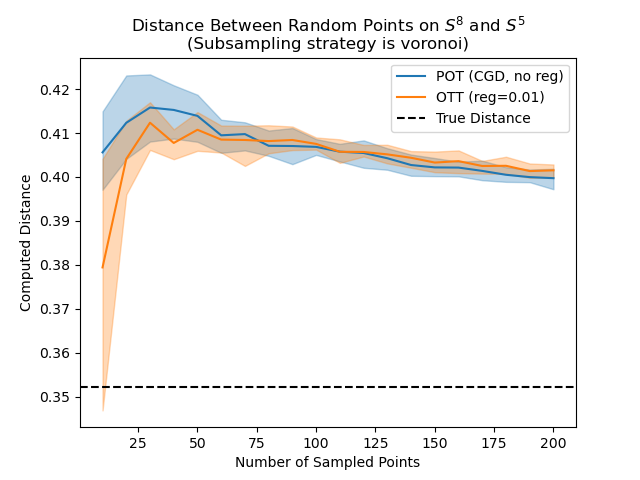 Distance Between Random Points on $S^8$ and $S^5$
(Subsampling strategy is voronoi)
POT (CGD, no reg)
OTT (reg=0.01)
True Distance
Computed Distance
0.42
0.41
0.40
0.39
0.38
0.37
0.36
0.35
25 50 75 100 125 150 175 200
Number of Sampled Points